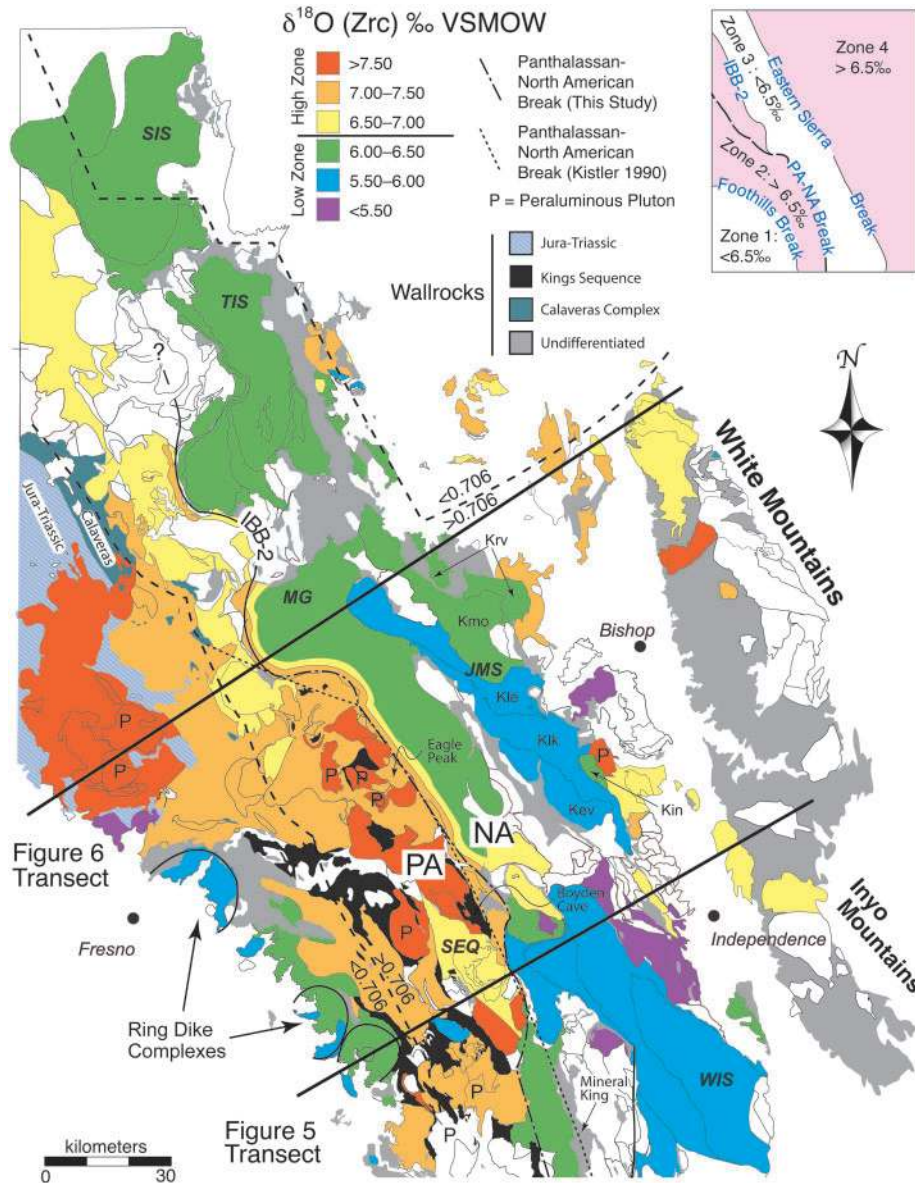 δ18O (Zrc) ‰ VSMOW
High Zone
>7.50
7.00–7.50
6.50–7.00
Low Zone
6.00–6.50
5.50–6.00
<5.50
Panthalassan-
North American
Break (This Study)
Panthalassan-
North American
Break (Kistler 1990)
P = Peraluminous Pluton
Wallrocks
Jura-Triassic
Kings Sequence
Calaveras Complex
Undifferentiated
Zone 4
> 6.5‰
Zone 3 : <6.5‰
IBB-2
Eastern Sierra
Break
Zone 2: > 6.5‰
PA-NA Break
Foothills Break
Zone 1:
<6.5‰
N
SIS
TIS
?
IBB-2
Jura-Triassic
Calaveras
<0.706
>0.706
White Mountains
Krv
MG
Kmo
Bishop
JMS
Kle
Klk
P
P
P
P
P
Eagle
Peak
P
Kev
Kin
NA
PA
Figure 6
Transect
Boyden
Cave
Inyo
Mountains
Fresno
P
SEQ
Independence
<0.706
>0.706
Ring Dike
Complexes
WIS
Mineral
King
P
P
Figure 5
Transect
kilometers
0
30